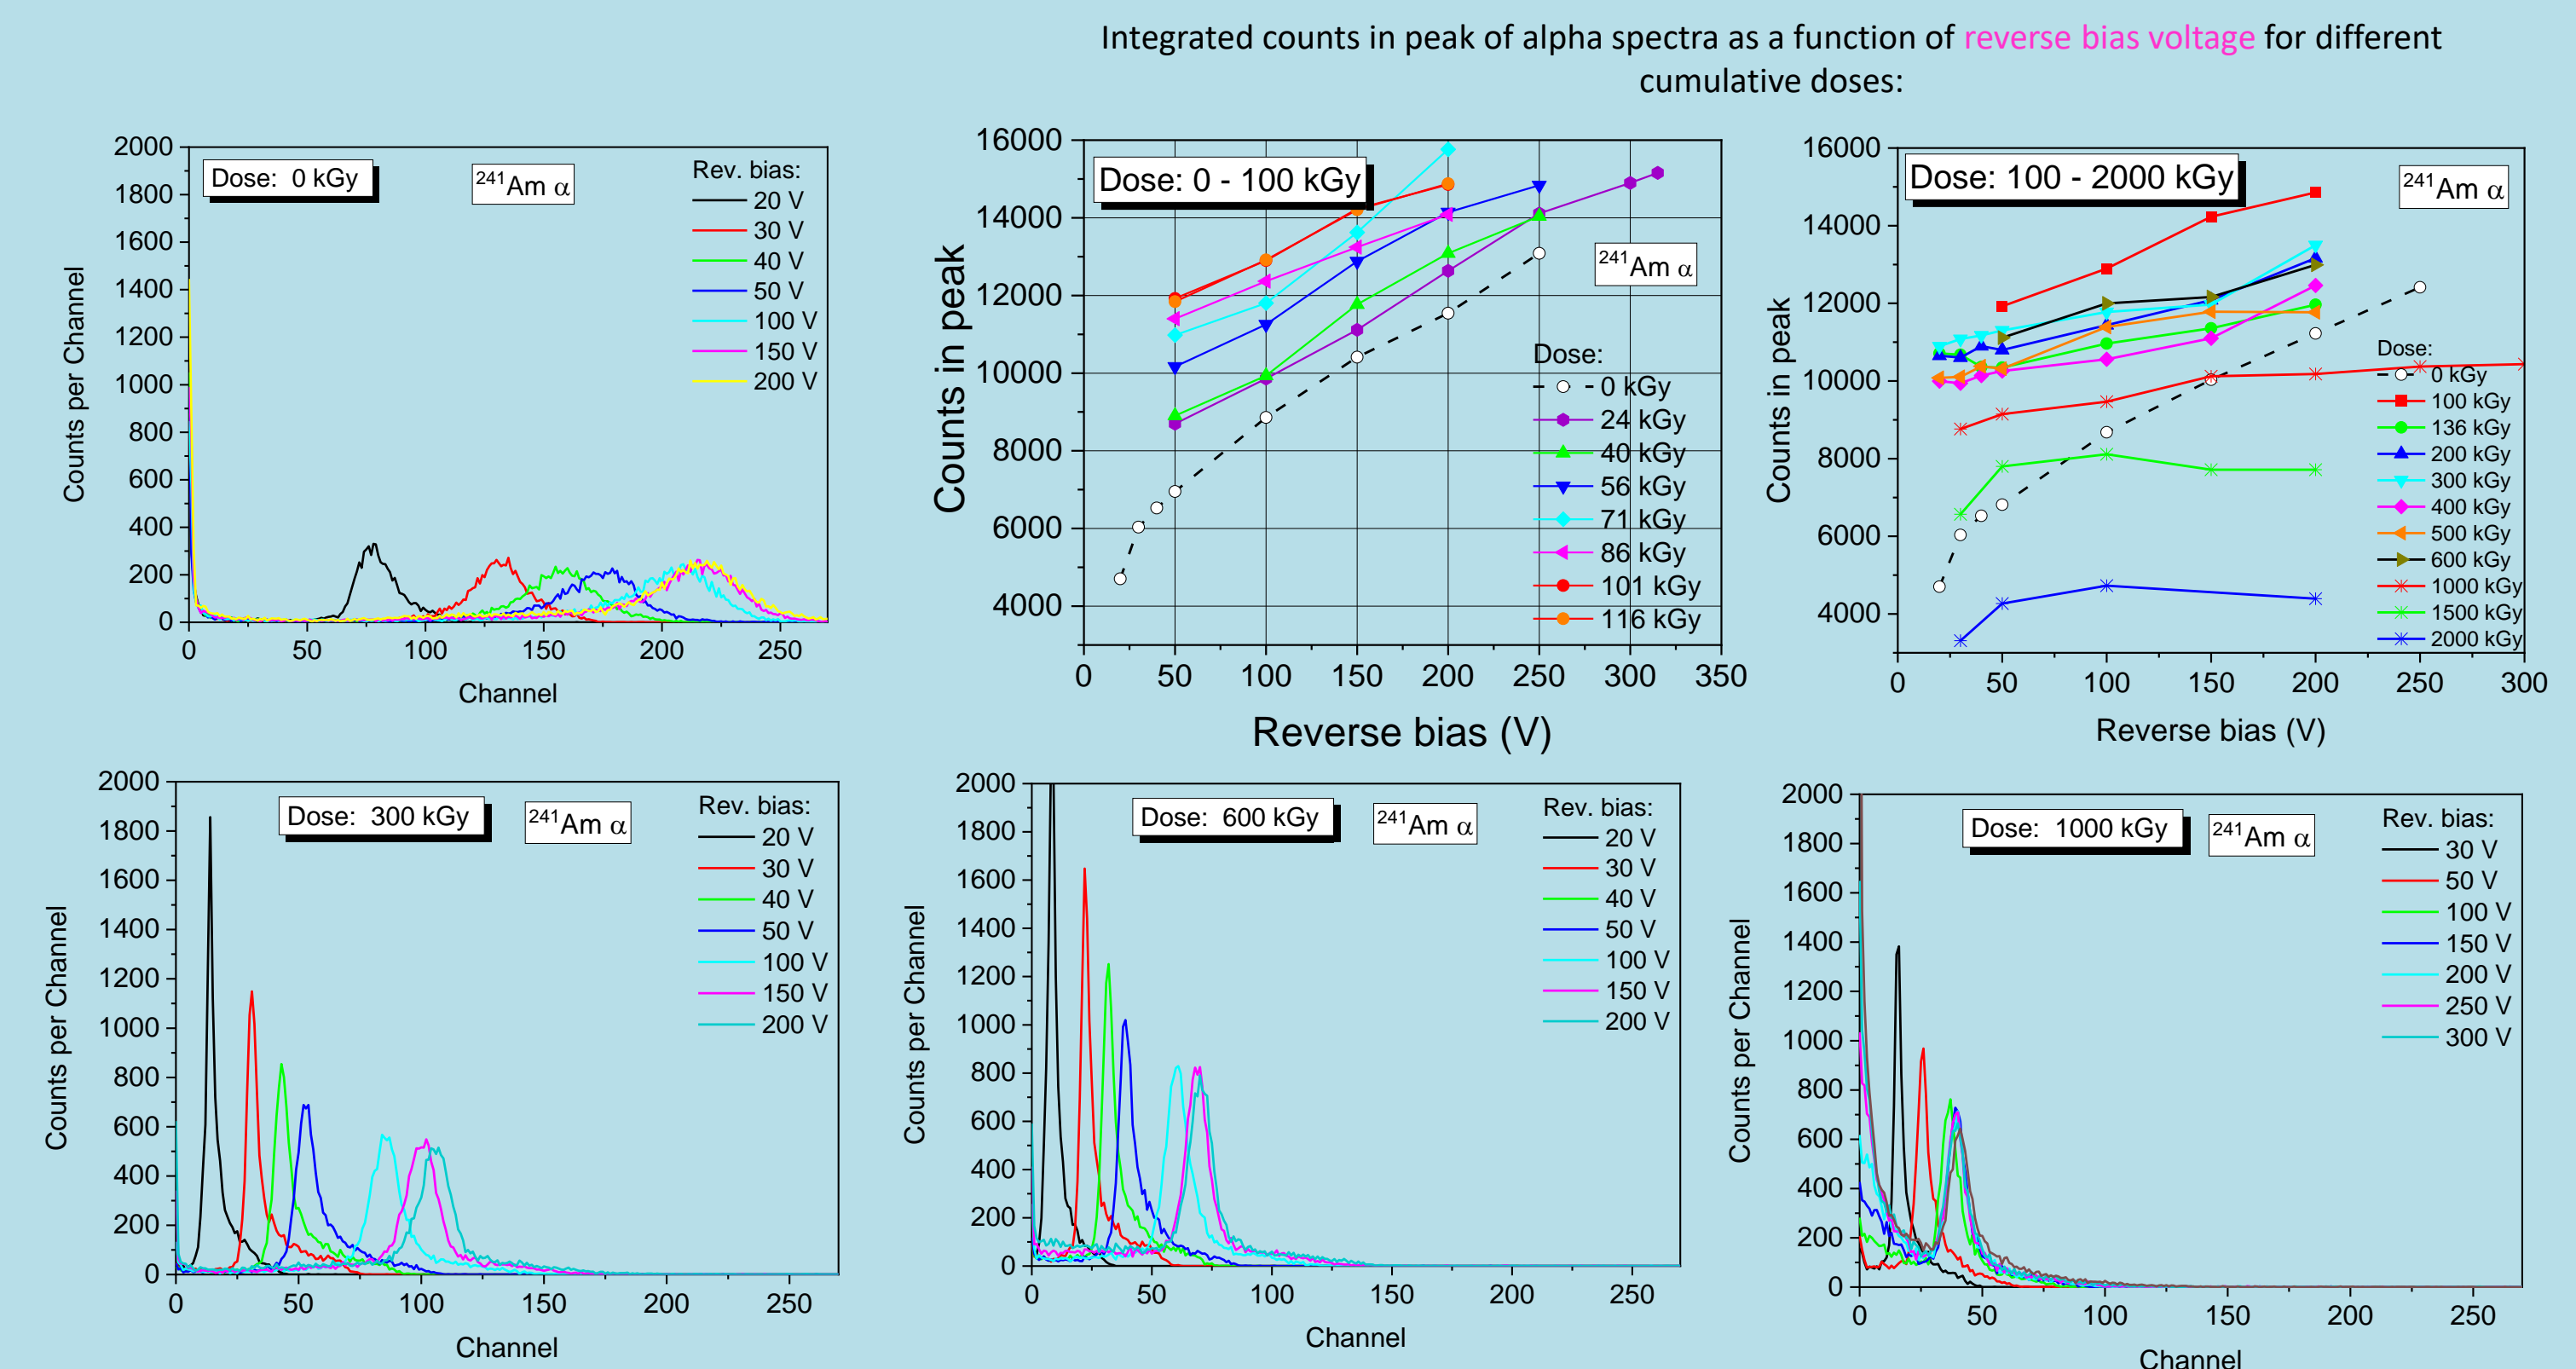 Integrated counts in peak of alpha spectra as a function of reverse bias voltage for different
cumulative doses:
2000
1800
1600
1400
1200
1000
800
600
400
200
0
Counts per Channel
Dose: 0 kGy
²⁴¹Am α
Rev. bias:
20 V
30 V
40 V
50 V
100 V
150 V
200 V
0 50 100 150 200 250
Channel
16000
14000
12000
10000
8000
6000
4000
Counts in peak
Dose: 0 - 100 kGy
²⁴¹Am α
Dose:
0 kGy
24 kGy
40 kGy
56 kGy
71 kGy
86 kGy
101 kGy
116 kGy
0 50 100 150 200 250 300 350
Reverse bias (V)
16000
14000
12000
10000
8000
6000
4000
Counts in peak
Dose: 100 - 2000 kGy
²⁴¹Am α
Dose:
0 kGy
100 kGy
136 kGy
200 kGy
300 kGy
400 kGy
500 kGy
600 kGy
1000 kGy
1500 kGy
2000 kGy
0 50 100 150 200 250 300
Reverse bias (V)
2000
1800
1600
1400
1200
1000
800
600
400
200
0
Counts per Channel
Dose: 300 kGy
²⁴¹Am α
Rev. bias:
20 V
30 V
40 V
50 V
100 V
150 V
200 V
0 50 100 150 200 250
Channel
2000
1800
1600
1400
1200
1000
800
600
400
200
0
Counts per Channel
Dose: 600 kGy
²⁴¹Am α
Rev. bias:
20 V
30 V
40 V
50 V
100 V
150 V
200 V
0 50 100 150 200 250
Channel
2000
1800
1600
1400
1200
1000
800
600
400
200
0
Counts per Channel
Dose: 1000 kGy
²⁴¹Am α
Rev. bias:
30 V
50 V
100 V
150 V
200 V
250 V
300 V
0 50 100 150 200 250
Channel